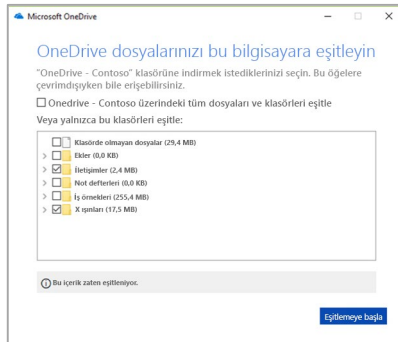 Microsoft OneDrive
OneDrive dosyalarınızı bu bilgisayara eşitleyin
"OneDrive - Contoso" klasörüne indirmek istediklerinizi seçin. Bu öğelere
çevrimdışıyken bile erişebilirsiniz.
Onedrive - Contoso üzerindeki tüm dosyaları ve klasörleri eşitle
Veya yalnızca bu klasörleri eşitle:
Klasörde olmayan dosyalar (29,4 MB)
Ekler (0,0 KB)
İletişimler (2,4 MB)
Not defterleri (0,0 KB)
İş örnekleri (255,4 MB)
X ışınları (17,5 MB)
Bu içerik zaten eşitleniyor.
Eşitlemeye başla